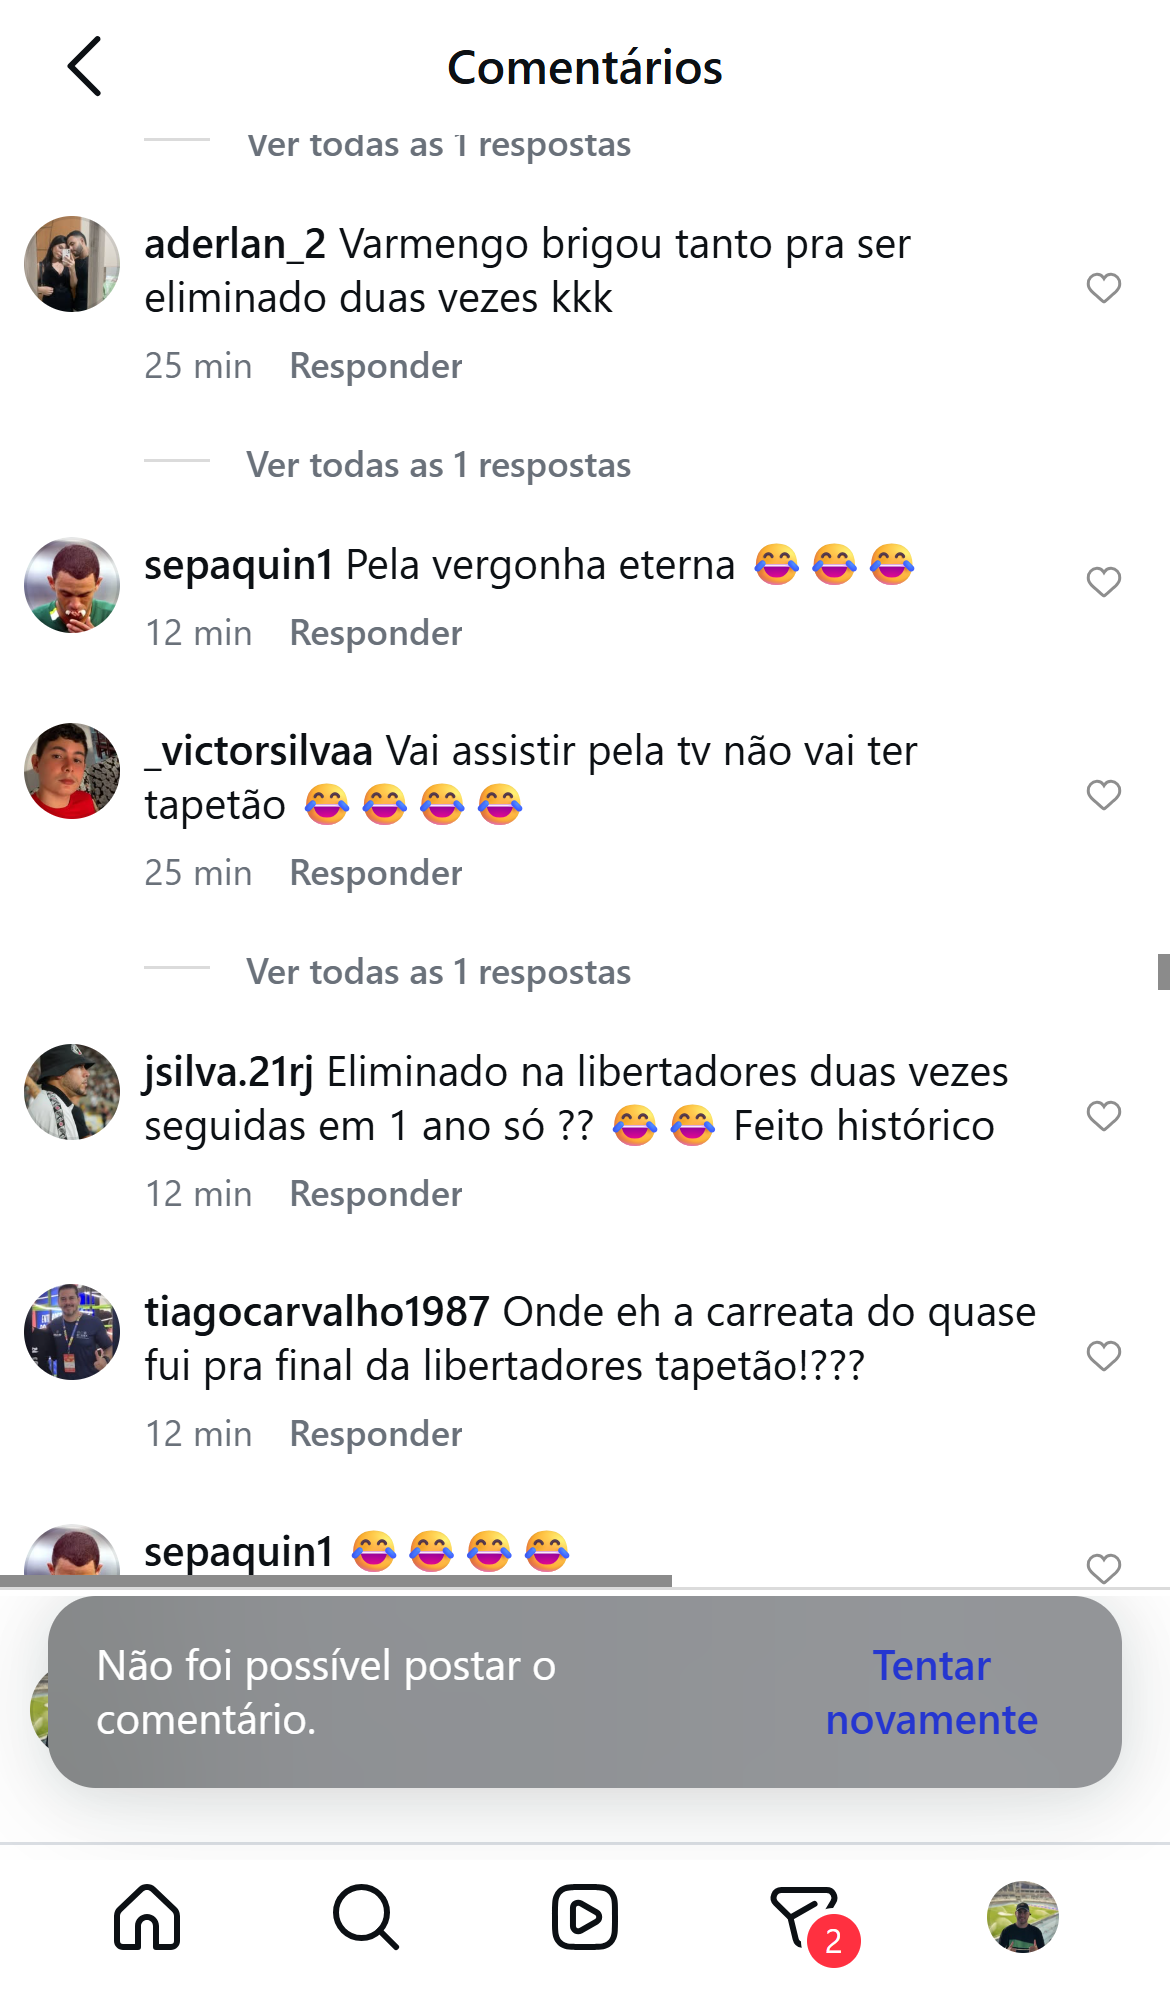 Comentários
Ver todas as 1 respostas
aderlan_2 Varmengo brigou tanto pra ser
eliminado duas vezes kkk
25 min Responder
Ver todas as 1 respostas
sepaquin1 Pela vergonha eterna 😂😂😂
12 min Responder
_victorsilvaa Vai assistir pela tv não vai ter
tapetão 😂😂😂😂
25 min Responder
Ver todas as 1 respostas
jsilva.21rj Eliminado na libertadores duas vezes
seguidas em 1 ano só ?? 😂😂 Feito histórico
12 min Responder
tiagocarvalho1987 Onde eh a carreata do quase
fui pra final da libertadores tapetão!???
12 min Responder
sepaquin1 😂😂😂😂
Não foi possível postar o
comentário.
Tentar
novamente
2